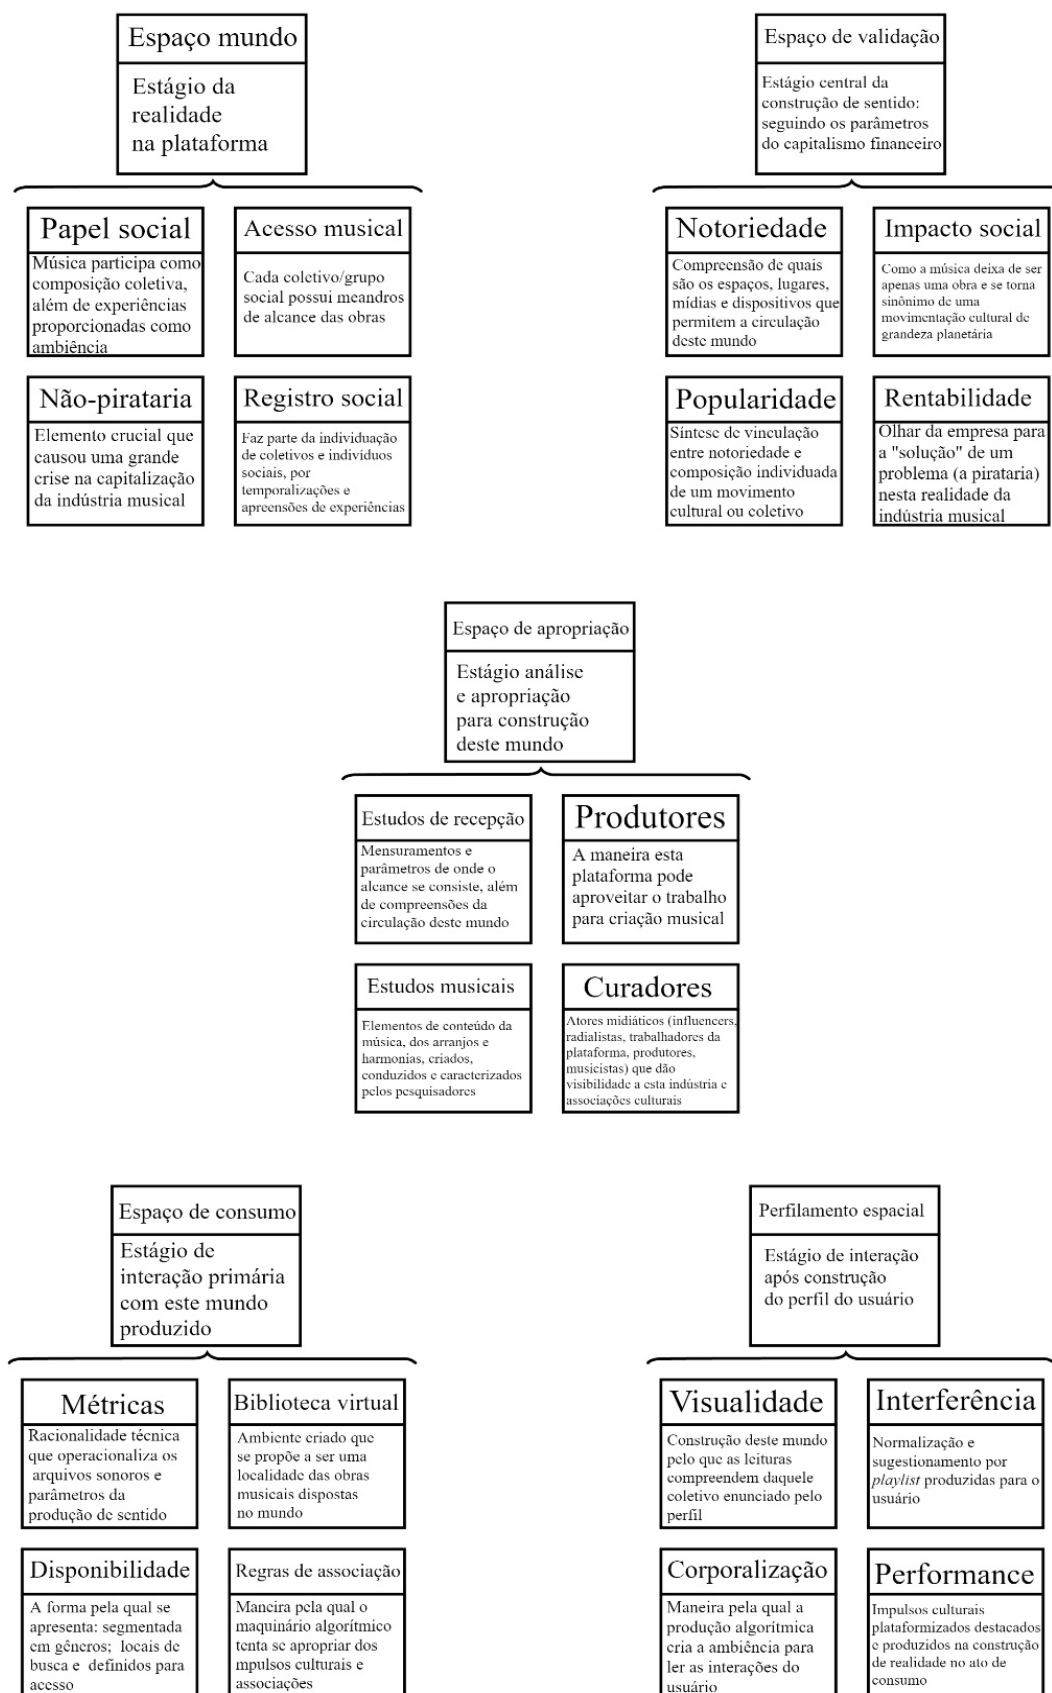 Espaço mundo
Estágio da
realidade
na plataforma
Papel social
Música participa como
composição coletiva,
além de experiências
proporcionadas como
ambiência
Acesso musical
Cada coletivo/grupo
social possui meandros
de alcance das obras
Não-pirataria
Elemento crucial que
causou uma grande
crise na capitalização
da indústria musical
Registro social
Faz parte da individuação
de coletivos e indivíduos
sociais, por
temporalizações e
apreensões de experiências
Espaço de validação
Estágio central da
construção de sentido:
seguindo os parâmetros
do capitalismo financeiro
Notoriedade
Compreensão de quais
são os espaços, lugares,
mídias e dispositivos que
permitem a circulação
deste mundo
Impacto social
Como a música deixa de ser
apenas uma obra e se torna
sinônimo de uma
movimentação cultural de
grandeza planetária
Popularidade
Síntese de vinculação
entre notoriedade e
composição individuada
de um movimento
cultural ou coletivo
Rentabilidade
Olhar da empresa para
a "solução" de um
problema (a pirataria)
nesta realidade da
indústria musical
Espaço de apropriação
Estágio análise
e apropriação
para construção
deste mundo
Estudos de recepção
Mensuramentos e
parâmetros de onde o
alcance se consiste, além
de compreensões da
circulação deste mundo
Produtores
A maneira esta
plataforma pode
aproveitar o trabalho
para criação musical
Estudos musicais
Elementos de conteúdo da
música, dos arranjos e
harmonias, criados,
conduzidos e caracterizados
pelos pesquisadores
Curadores
Atores midiáticos (influencers,
radialistas, trabalhadores da
plataforma, produtores,
musicistas) que dão
visibilidade a esta indústria e
associações culturais
Espaço de consumo
Estágio de
interação primária
com este mundo
produzido
Métricas
Racionalidade técnica
que operacionaliza os
arquivos sonoros e
parâmetros da
produção de sentido
Biblioteca virtual
Ambiente criado que
se propõe a ser uma
localidade das obras
musicais dispostas
no mundo
Disponibilidade
A forma pela qual se
apresenta: segmentada
em gêneros; locais de
busca e definidos para
acesso
Regras de associação
Maneira pela qual o
maquinário algorítmico
tenta se apropriar dos
mpulsos culturais e
associações
Perfilamento espacial
Estágio de interação
após construção
do perfil do usuário
Visualidade
Construção deste mundo
pelo que as leituras
compreendem daquele
coletivo enunciado pelo
perfil
Interferência
Normalização e
sugestionamento por
playlist produzidas para o
usuário
Corporalização
Maneira pela qual a
produção algorítmica
cria a ambiência para
ler as interações do
usuário
Performance
Impulsos culturais
plataformizados destacados
e produzidos na construção
de realidade no ato de
consumo